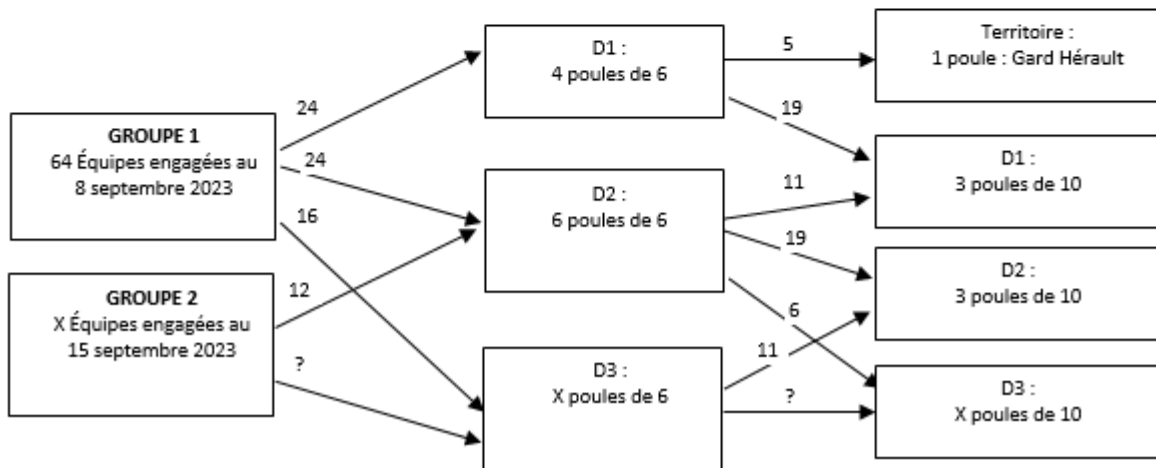 GROUPE 1
64 Équipes engagées au
8 septembre 2023
GROUPE 2
X Équipes engagées au
15 septembre 2023
24
24
16
12
?
D1 :
4 poules de 6
D2 :
6 poules de 6
D3 :
X poules de 6
5
19
11
19
6
11
?
Territoire :
1 poule : Gard Hérault
D1 :
3 poules de 10
D2 :
3 poules de 10
D3 :
X poules de 10